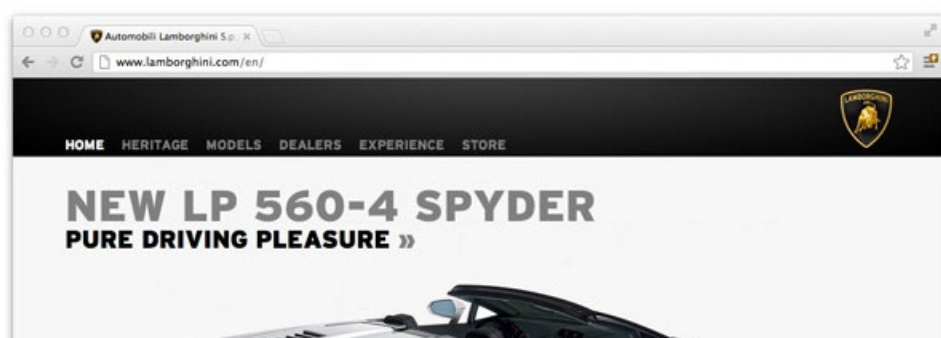 Automobili Lamborghini S.p.
www.lamborghini.com/en/
LAMBORGHINI
HOME HERITAGE MODELS DEALERS EXPERIENCE STORE
NEW LP 560-4 SPYDER
PURE DRIVING PLEASURE »